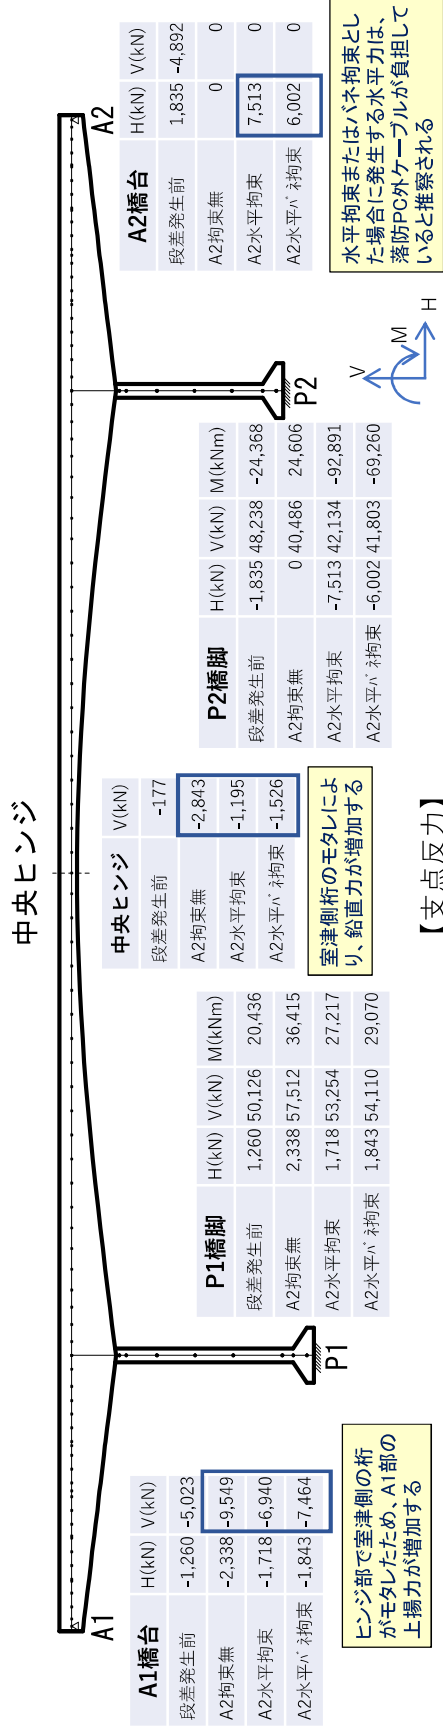 中央ヒンジ
A1
P1
P2
A2
A1橋台 H(kN) V(kN)
段差発生前 -1,260 -5,023
A2拘束無 -2,338 -9,549
A2水平拘束 -1,718 -6,940
A2水平ﾊﾞﾈ拘束 -1,843 -7,464
ヒンジ部で室津側の桁
がモタレたため、A1部の
上揚力が増加する
P1橋脚 H(kN) V(kN) M(kNm)
段差発生前 1,260 50,126 20,436
A2拘束無 2,338 57,512 36,415
A2水平拘束 1,718 53,254 27,217
A2水平ﾊﾞﾈ拘束 1,843 54,110 29,070
中央ヒンジ V(kN)
段差発生前 -177
A2拘束無 -2,843
A2水平拘束 -1,195
A2水平ﾊﾞﾈ拘束 -1,526
室津側桁のモタレによ
り、鉛直力が増加する
P2橋脚 H(kN) V(kN) M(kNm)
段差発生前 -1,835 48,238 -24,368
A2拘束無 0 40,486 24,606
A2水平拘束 -7,513 42,134 -92,891
A2水平ﾊﾞﾈ拘束 -6,002 41,803 -69,260
A2橋台 H(kN) V(kN)
段差発生前 1,835 -4,892
A2拘束無 0 0
A2水平拘束 7,513 0
A2水平ﾊﾞﾈ拘束 6,002 0
水平拘束またはバネ拘束とし
た場合に発生する水平力は、
落防PC外ケーブルが負担して
いると推察される
V
M
H
【支点反力】